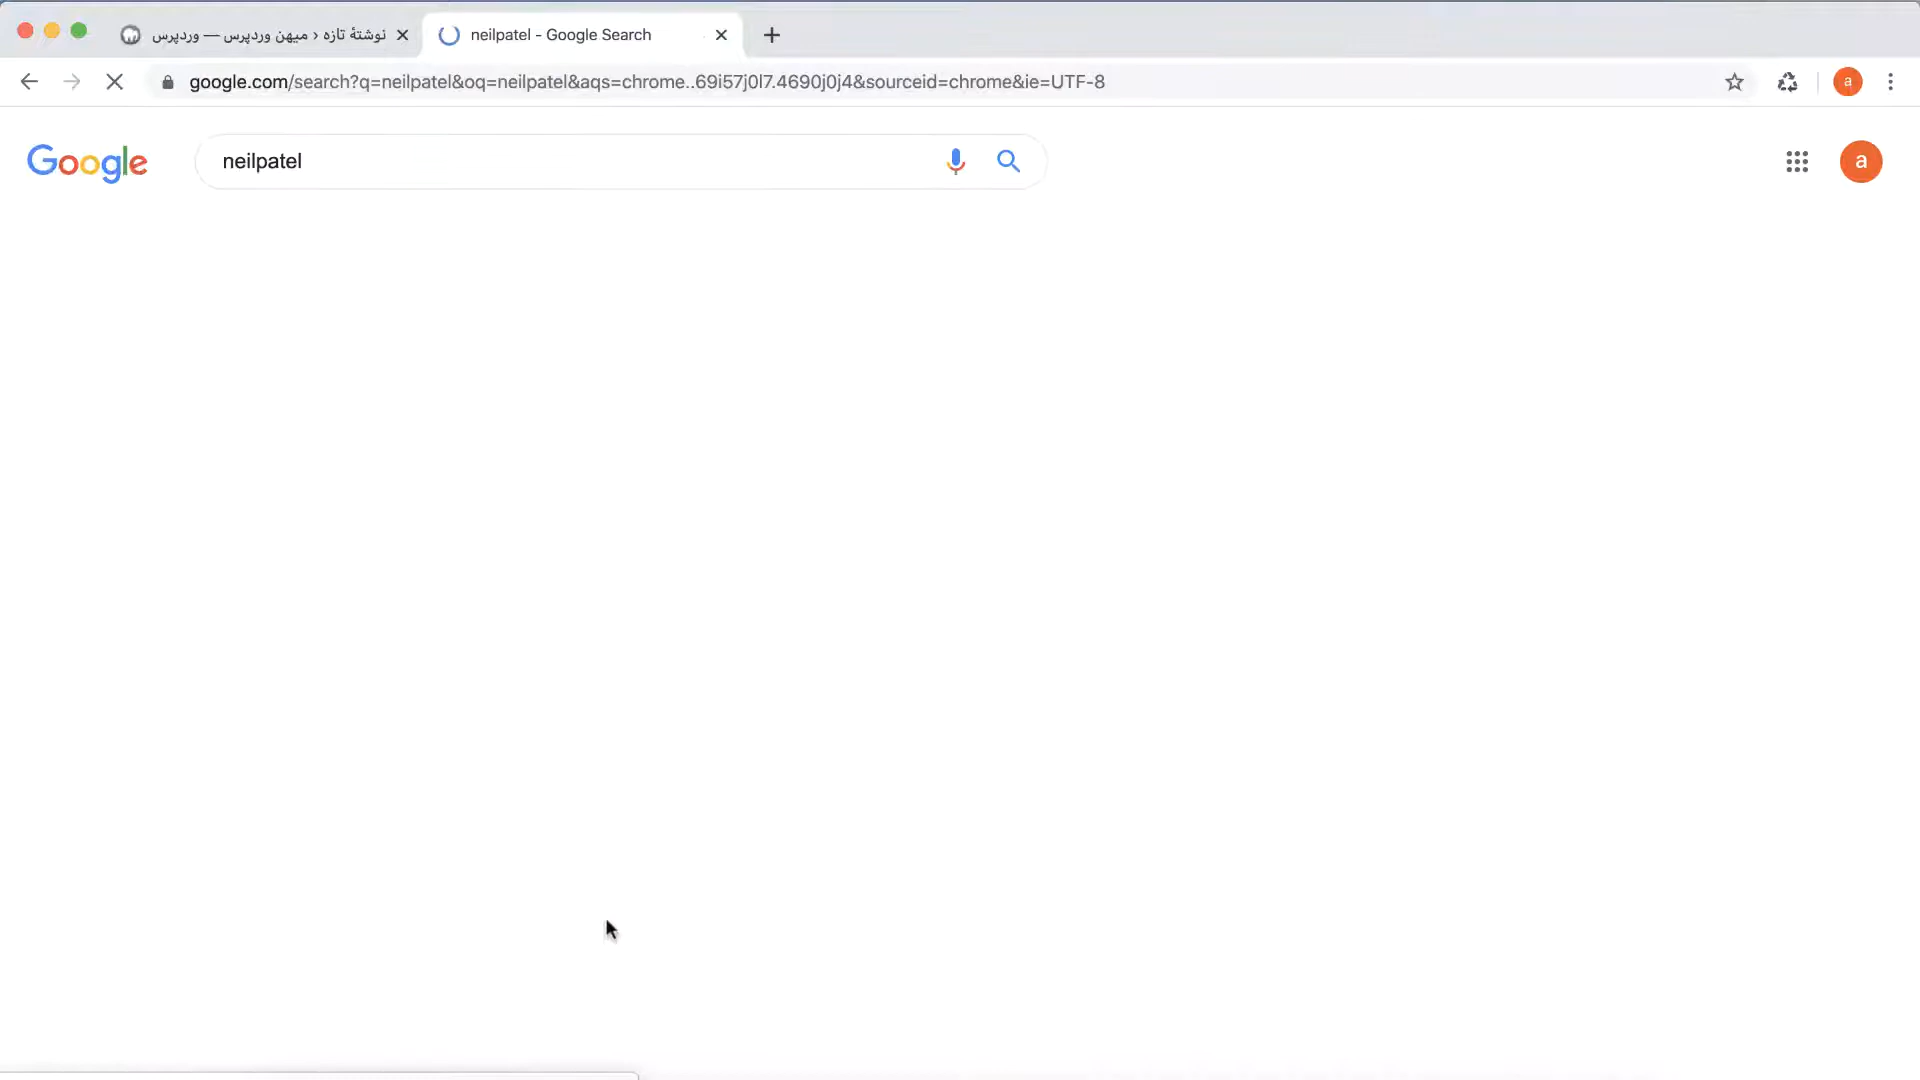 نوشتهٔ تازه ‹ میهن وردپرس — وردپرس
neilpatel - Google Search
google.com/search?q=neilpatel&oq=neilpatel&aqs=chrome..69i57j0l7.4690j0j4&sourceid=chrome&ie=UTF-8
a
Google
neilpatel
a